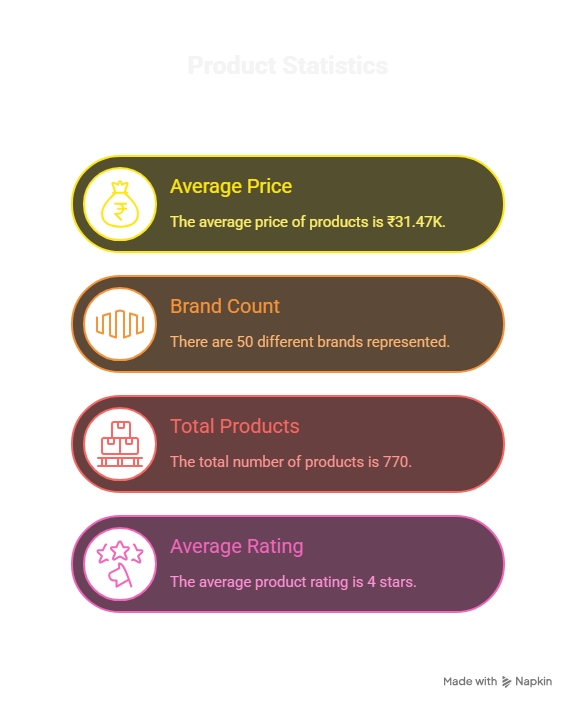 Product Statistics
Average Price
The average price of products is ₹31.47K.
Brand Count
There are 50 different brands represented.
Total Products
The total number of products is 770.
Average Rating
The average product rating is 4 stars.
Made with Napkin